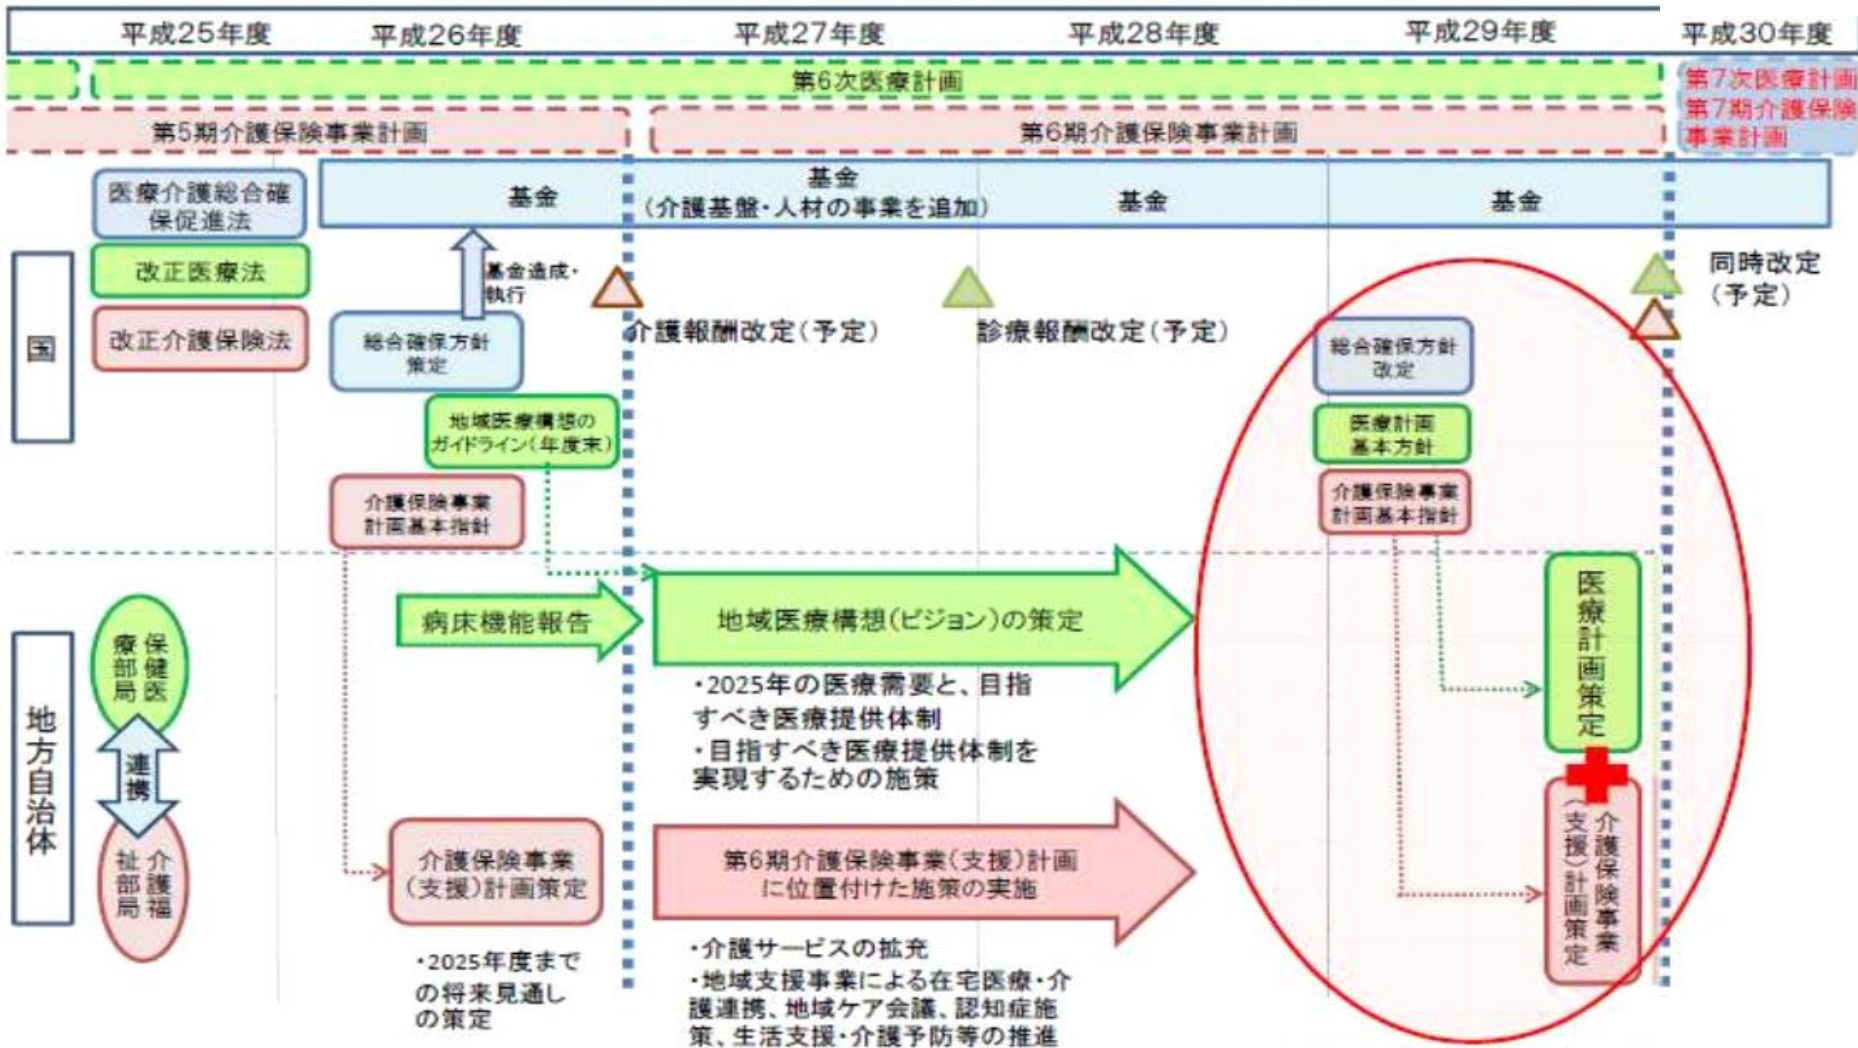 平成25年度
平成26年度
平成27年度
平成28年度
平成29年度
平成30年度
第6次医療計画
第7次医療計画
第7期介護保険
事業計画
第5期介護保険事業計画
第6期介護保険事業計画
医療介護総合確
保促進法
基金
基金
(介護基盤・人材の事業を追加)
基金
基金
国
改正医療法
改正介護保険法
基金造成・
執行
総合確保方針
策定
介護報酬改定(予定)
診療報酬改定(予定)
同時改定
(予定)
地域医療構想の
ガイドライン(年度末)
介護保険事業
計画基本指針
総合確保方針
改定
医療計画
基本方針
介護保険事業
計画基本指針
地方自治体
保健医
療部局
連携
介護福
祉部局
病床機能報告
地域医療構想(ビジョン)の策定
・2025年の医療需要と、目指
すべき医療提供体制
・目指すべき医療提供体制を
実現するための施策
介護保険事業
(支援)計画策定
・2025年度まで
の将来見通し
の策定
第6期介護保険事業(支援)計画
に位置付けた施策の実施
・介護サービスの拡充
・地域支援事業による在宅医療・介
護連携、地域ケア会議、認知症施
策、生活支援・介護予防等の推進
医療計画策定
介護保険事業
(支援)計画策定